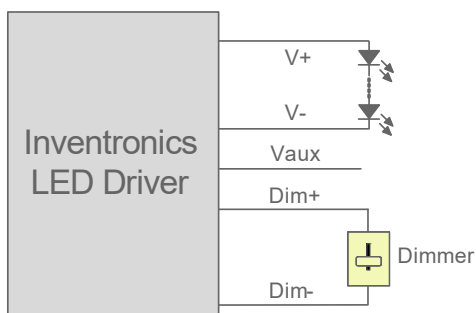 Inventronics
LED Driver
V+
V-
Vaux
Dim+
Dimmer
Dim-